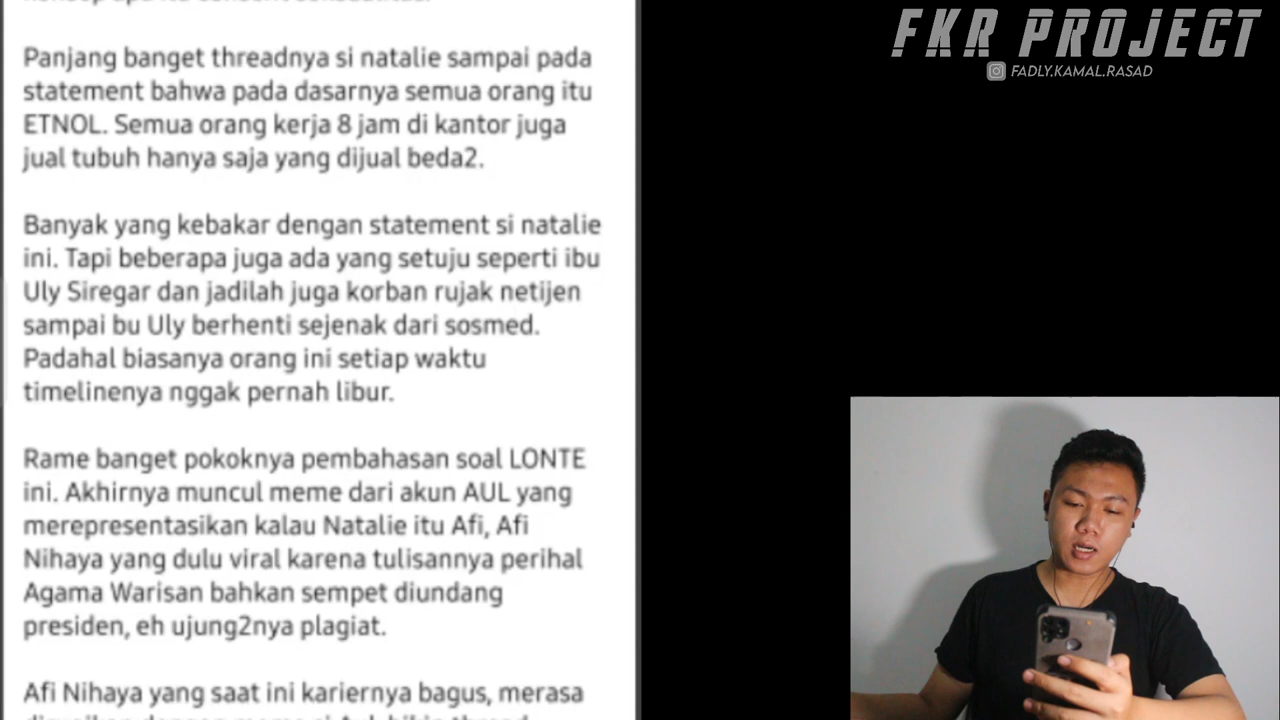 Panjang banget threadnya si natalie sampai pada
statement bahwa pada dasarnya semua orang itu
ETNOL. Semua orang kerja 8 jam di kantor juga
jual tubuh hanya saja yang dijual beda2.
Banyak yang kebakar dengan statement si natalie
ini. Tapi beberapa juga ada yang setuju seperti ibu
Uly Siregar dan jadilah juga korban rujak netijen
sampai bu Uly berhenti sejenak dari sosmed.
Padahal biasanya orang ini setiap waktu
timelinenya nggak pernah libur.
Rame banget pokoknya pembahasan soal LONTE
ini. Akhirnya muncul meme dari akun AUL yang
merepresentasikan kalau Natalie itu Afi, Afi
Nihaya yang dulu viral karena tulisannya perihal
Agama Warisan bahkan sempet diundang
presiden, eh ujung2nya plagiat.
Afi Nihaya yang saat ini kariernya bagus, merasa
FKR PROJECT
FADLY.KAMAL.RASAD